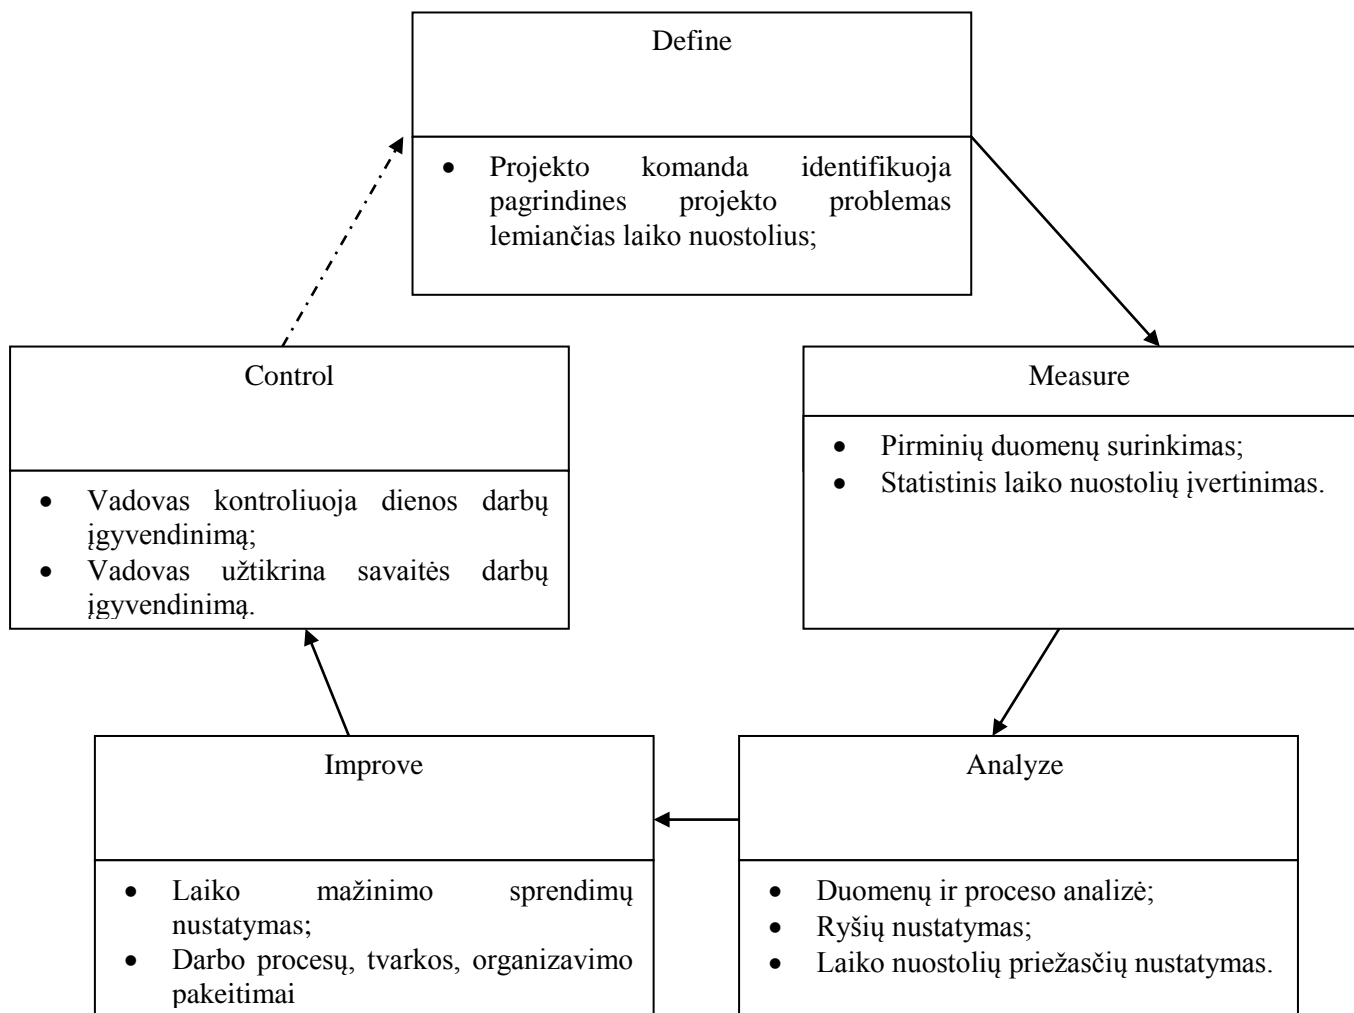 Define
• Projekto komanda identifikuoja
pagrindines projekto problemas
lemiančias laiko nuostolius;
Control
• Vadovas kontroliuoja dienos darbų
įgyvendinimą;
• Vadovas užtikrina savaitės darbų
įgyvendinimą.
Measure
• Pirminių duomenų surinkimas;
• Statistinis laiko nuostolių įvertinimas.
Improve
• Laiko mažinimo sprendimų
nustatymas;
• Darbo procesų, tvarkos, organizavimo
pakeitimai
Analyze
• Duomenų ir proceso analizė;
• Ryšių nustatymas;
• Laiko nuostolių priežasčių nustatymas.